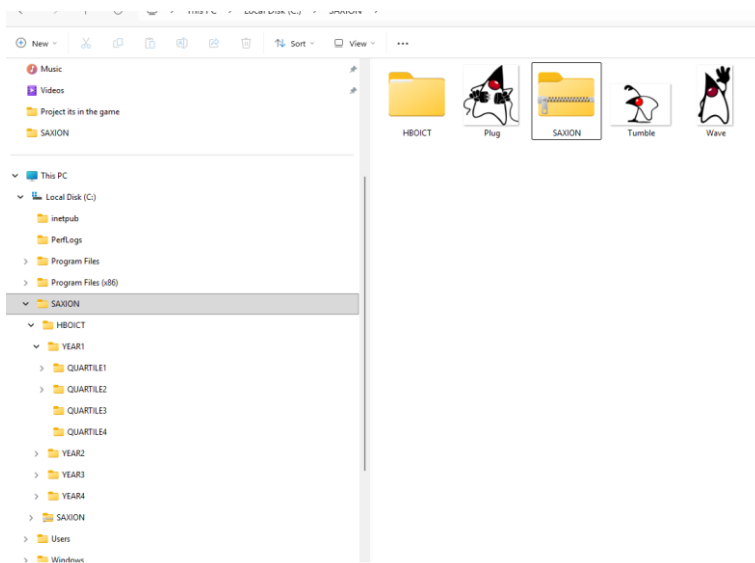 This PC > Local Disk (C:) > SAXION >
New Sort View ...
Music
Videos
Project its in the game
SAXION
This PC
Local Disk (C:)
inetpub
PerfLogs
Program Files
Program Files (x86)
SAXION
HBOICT
YEAR1
QUARTILE1
QUARTILE2
QUARTILE3
QUARTILE4
YEAR2
YEAR3
YEAR4
SAXION
Users
Windows
HBOICT Plug SAXION Tumble Wave